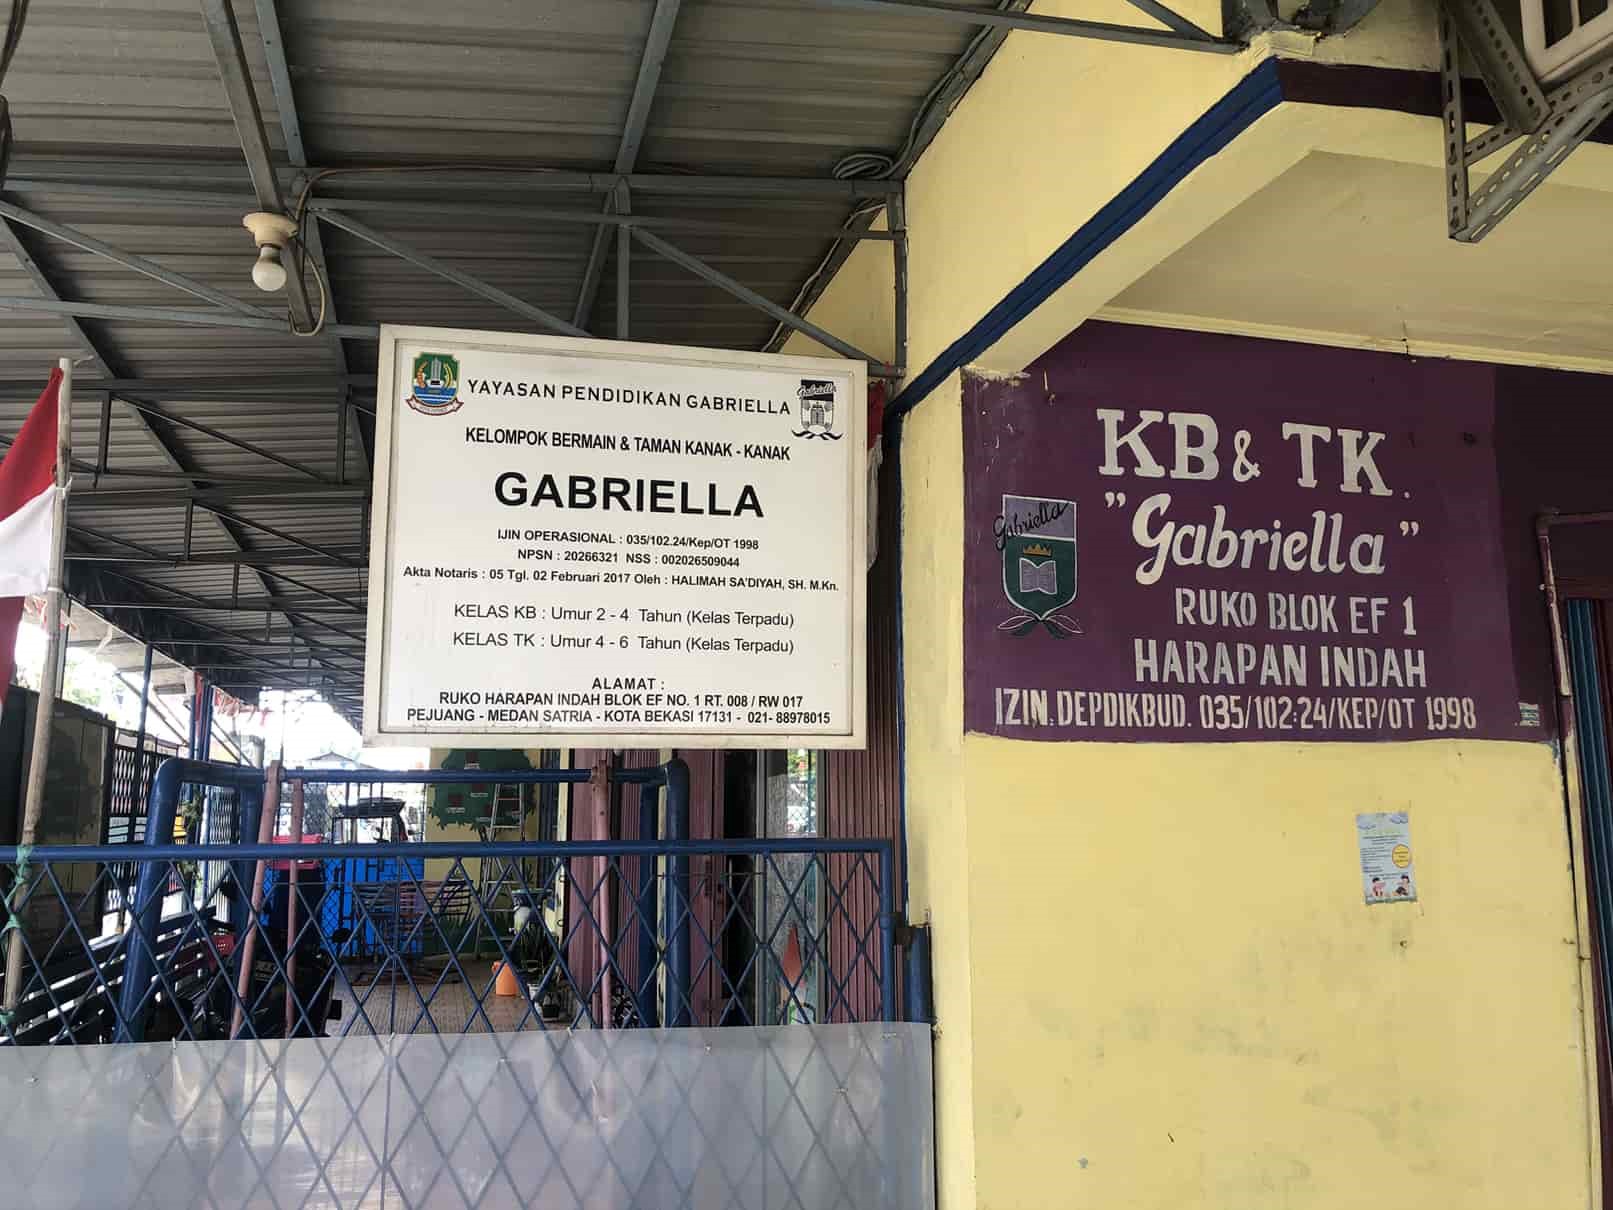 YAYASAN PENDIDIKAN GABRIELLA
Gabriella
KELOMPOK BERMAIN & TAMAN KANAK - KANAK
GABRIELLA
IJIN OPERASIONAL : 035/102.24/Kep/OT 1998
NPSN : 20266321 NSS : 002026509044
Akta Notaris : 05 Tgl. 02 Februari 2017 Oleh : HALIMAH SA'DIYAH, SH. M.Kn.
KELAS KB : Umur 2 - 4 Tahun (Kelas Terpadu)
KELAS TK : Umur 4 - 6 Tahun (Kelas Terpadu)
ALAMAT :
RUKO HARAPAN INDAH BLOK EF NO. 1 RT. 008 / RW 017
PEJUANG - MEDAN SATRIA - KOTA BEKASI 17131 - 021- 88978015
KB & TK.
"Gabriella"
Gabriella
RUKO BLOK EF 1
HARAPAN INDAH
IZIN. DEPDIKBUD. 035/102:24/KEP/OT 1998